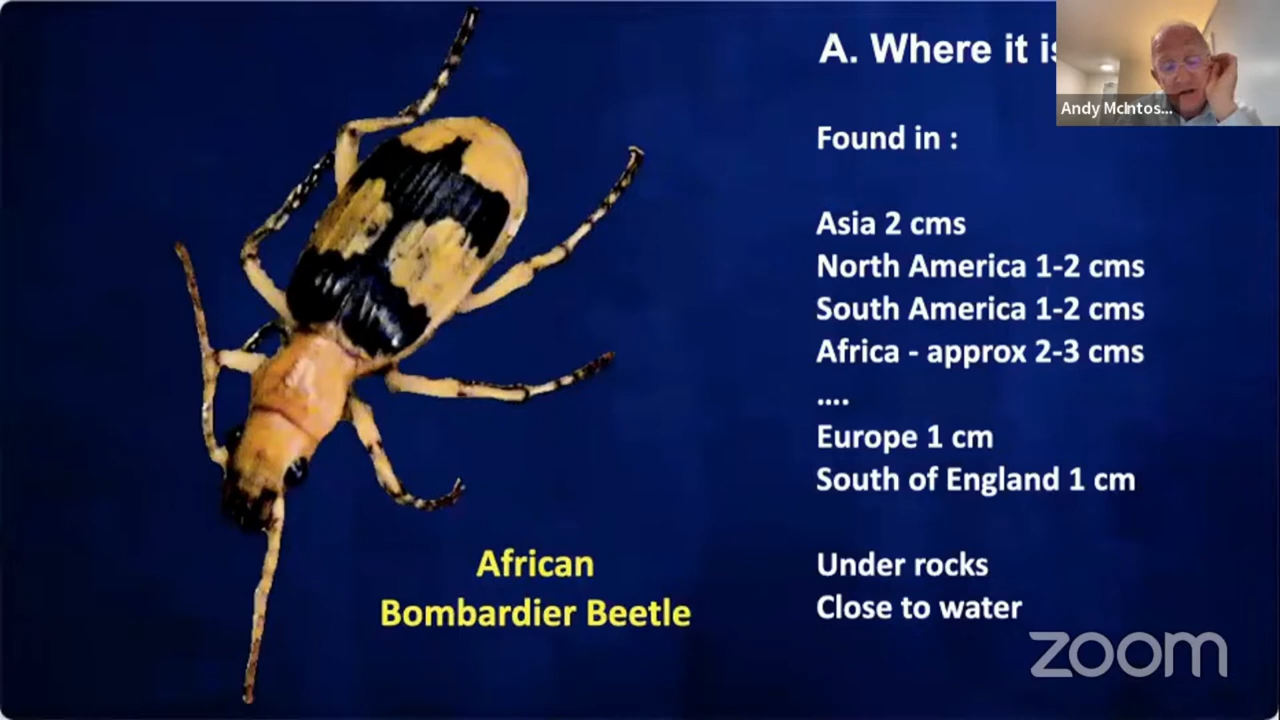 A. Where it is
Andy McIntos...
Found in :
Asia 2 cms
North America 1-2 cms
South America 1-2 cms
Africa - approx 2-3 cms
....
Europe 1 cm
South of England 1 cm
Under rocks
Close to water
African
Bombardier Beetle
zoom